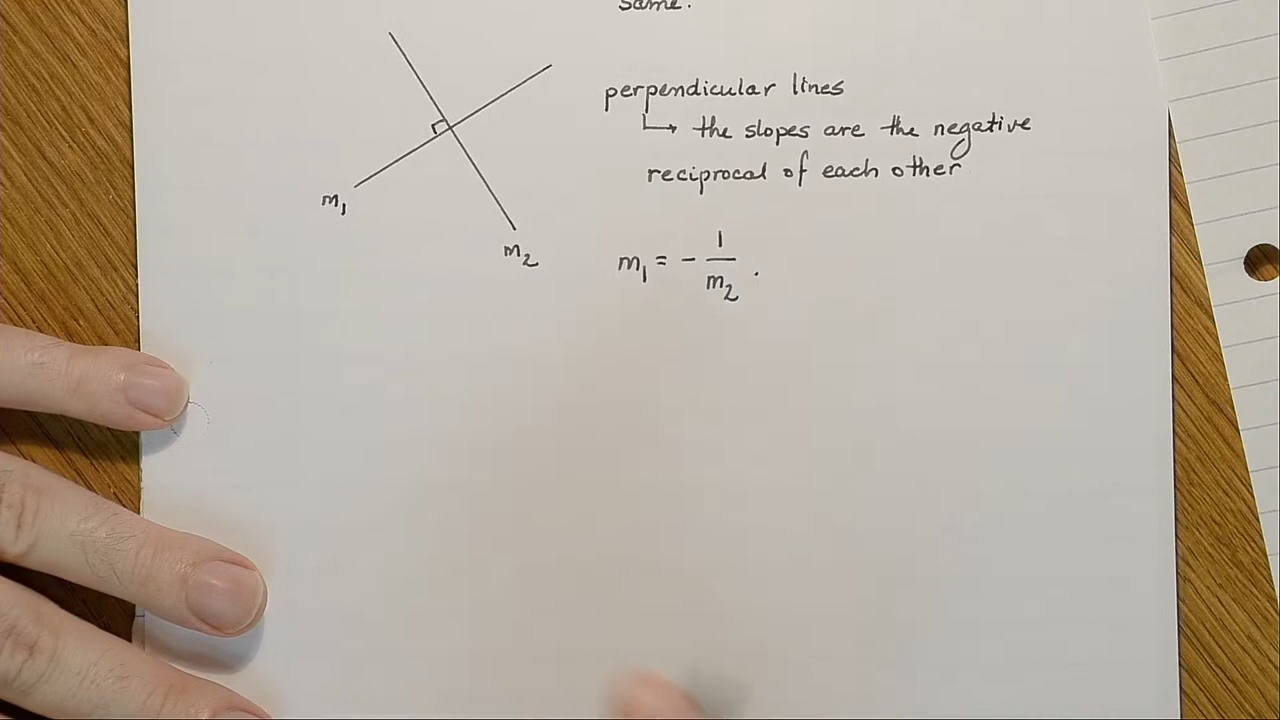 same.
perpendicular lines
↳ the slopes are the negative
reciprocal of each other
m₁
m₂
m₁ = - 1/m₂ .